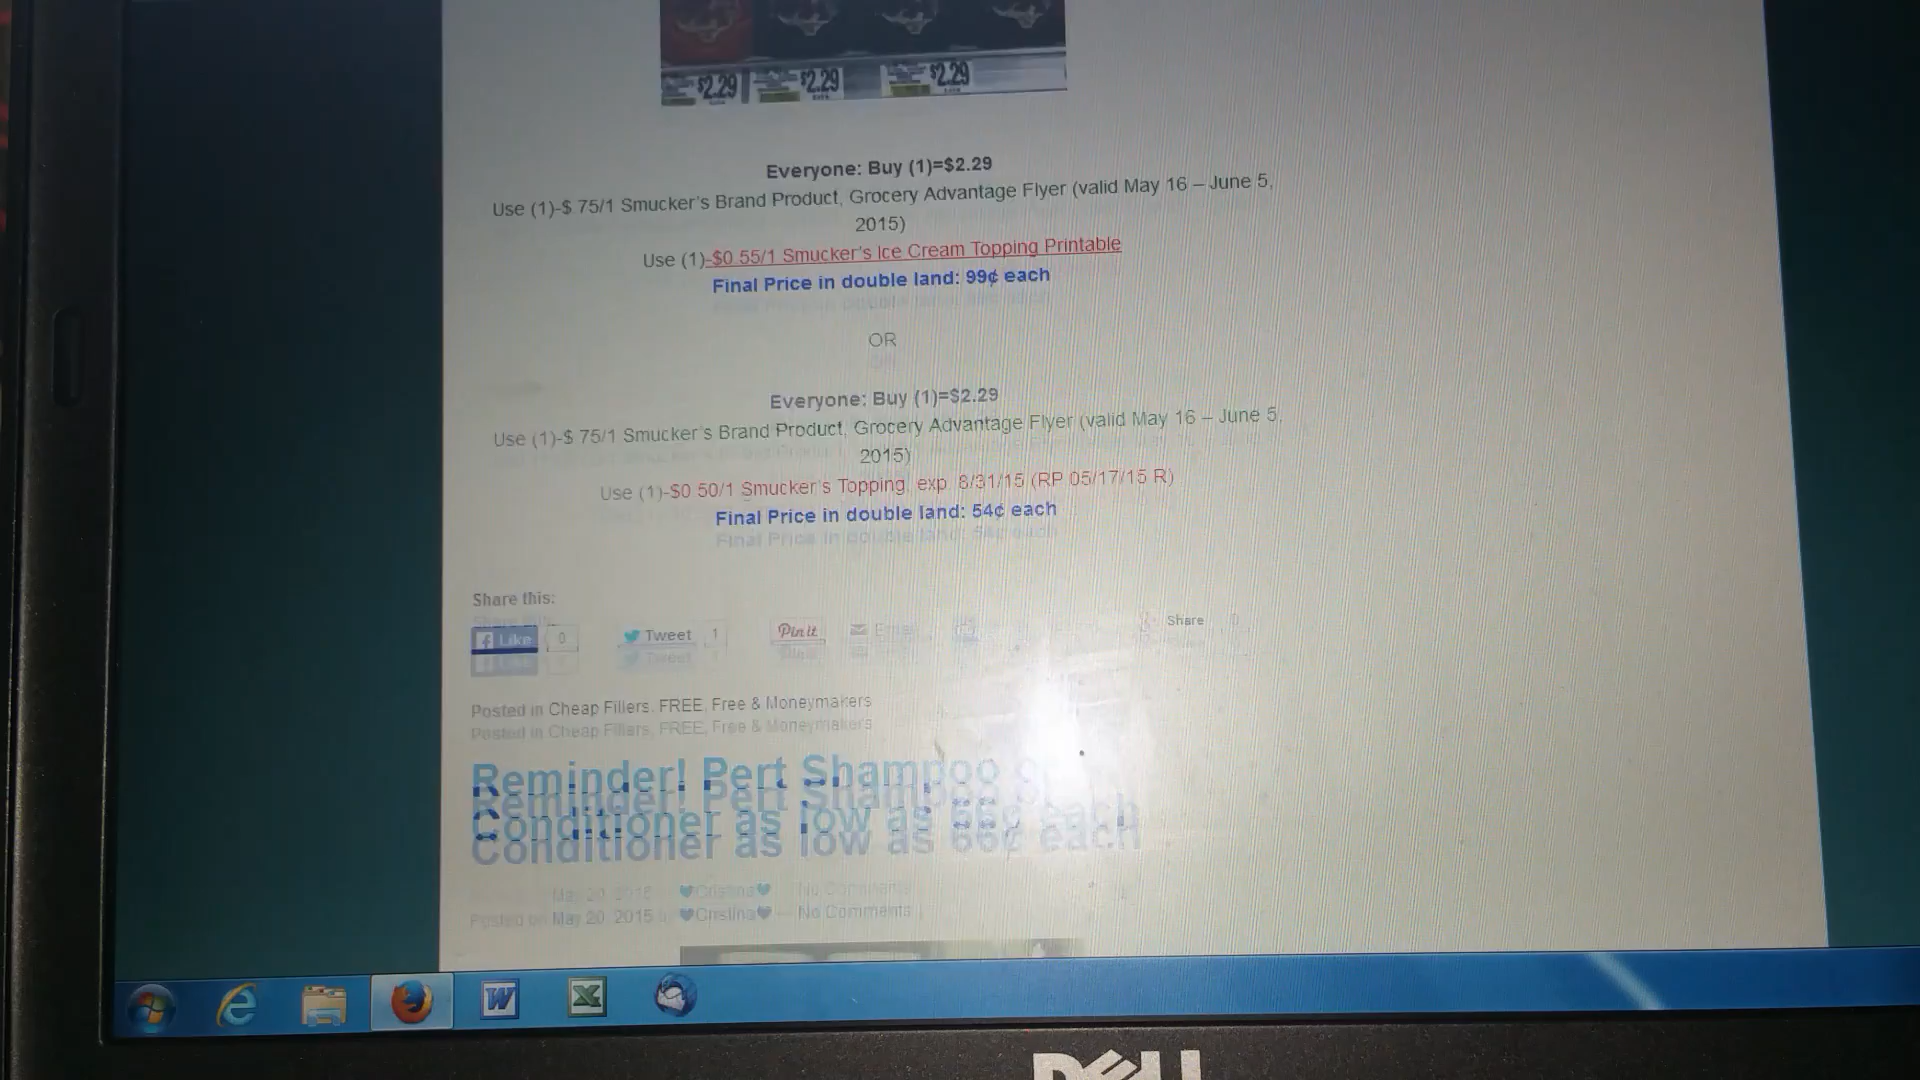 $2.29 $2.29 $2.29
Everyone: Buy (1)=$2.29
Use (1)-$ 75/1 Smucker's Brand Product, Grocery Advantage Flyer (valid May 16 – June 5,
2015)
Use (1)-$0.55/1 Smucker's Ice Cream Topping Printable
Final Price in double land: 99¢ each
OR
Everyone: Buy (1)=$2.29
Use (1)-$ 75/1 Smucker's Brand Product, Grocery Advantage Flyer (valid May 16 – June 5,
2015)
Use (1)-$0 50/1 Smucker's Topping, exp 8/31/15 (RP 05/17/15 R)
Final Price in double land: 54¢ each
Share this:
Like 0 Tweet 1 Pin it Email Share 0
Posted in Cheap Fillers, FREE, Free & Moneymakers
Reminder! Pert Shampoo
Conditioner as low as 66¢ each
Posted on May 20, 2015 ♥Cristina♥ — No Comments
DELL